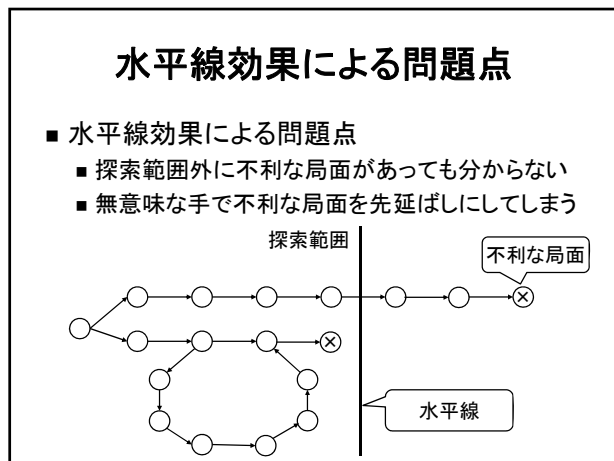 水平線効果による問題点
■ 水平線効果による問題点
■ 探索範囲外に不利な局面があっても分からない
■ 無意味な手で不利な局面を先延ばしにしてしまう
探索範囲
不利な局面
水平線